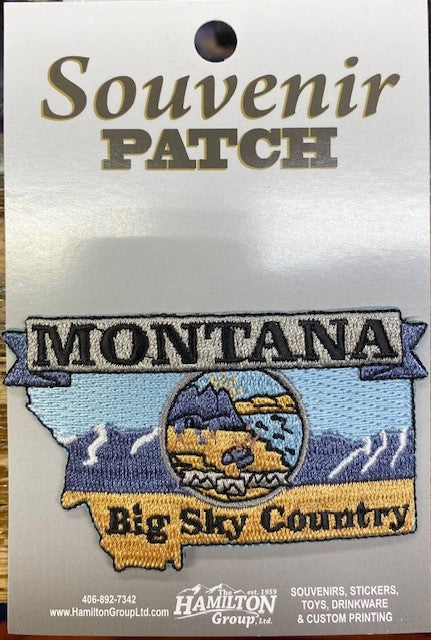 Souvenir
PATCH
MONTANA
Big Sky Country
406-892-7342
www.HamiltonGroupLtd.com
The est. 1959
HAMILTON
Group, Ltd.
SOUVENIRS, STICKERS,
TOYS, DRINKWARE
& CUSTOM PRINTING